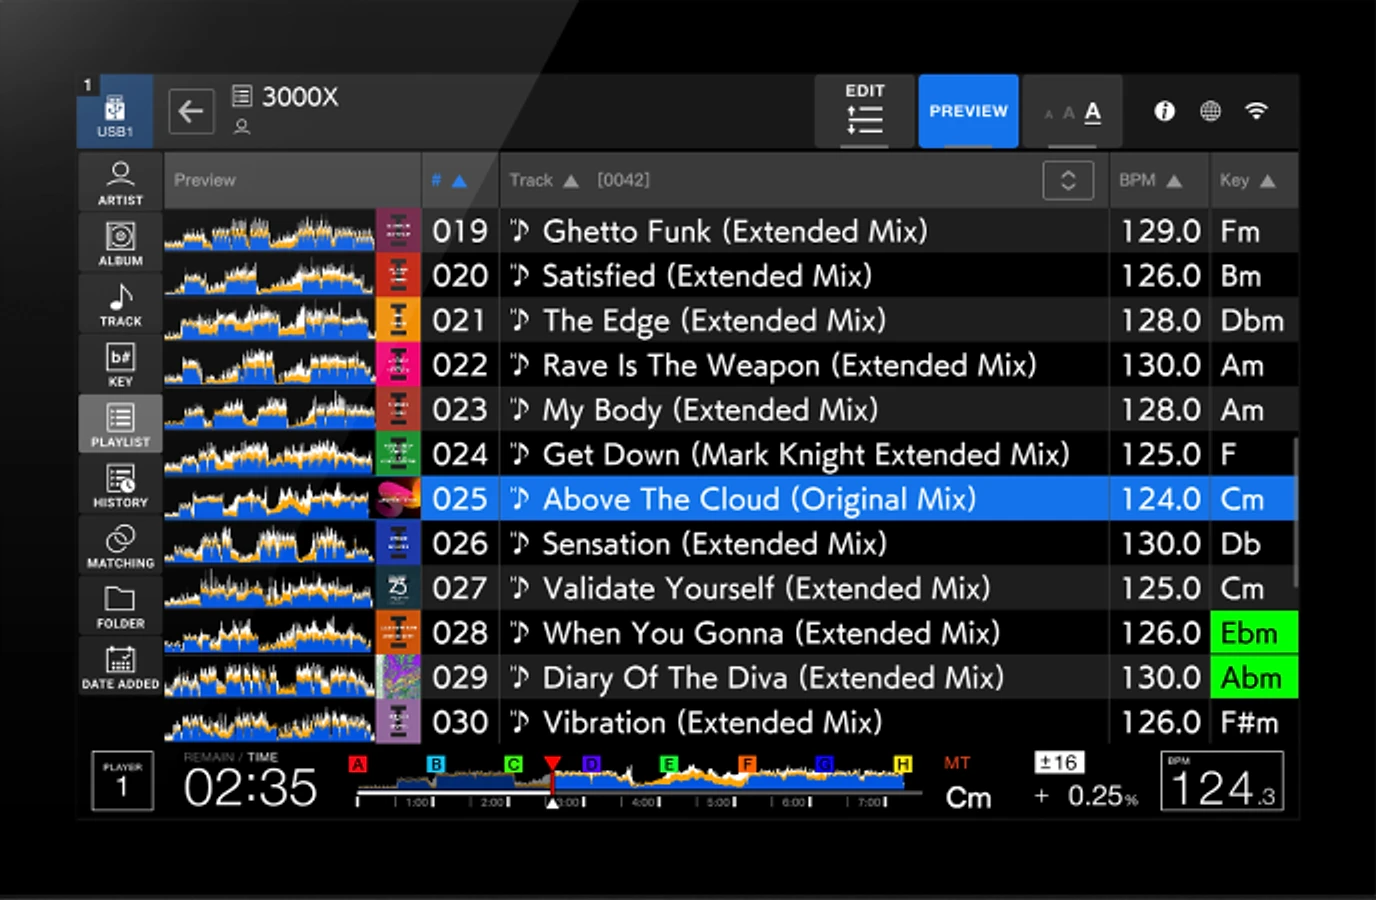 1
USB1
3000X
EDIT
PREVIEW
A A A
ARTIST
ALBUM
TRACK
b#
KEY
PLAYLIST
HISTORY
MATCHING
FOLDER
DATE ADDED
Preview # Track [0042] BPM Key
019 Ghetto Funk (Extended Mix) 129.0 Fm
020 Satisfied (Extended Mix) 126.0 Bm
021 The Edge (Extended Mix) 128.0 Dbm
022 Rave Is The Weapon (Extended Mix) 130.0 Am
023 My Body (Extended Mix) 128.0 Am
024 Get Down (Mark Knight Extended Mix) 125.0 F
025 Above The Cloud (Original Mix) 124.0 Cm
026 Sensation (Extended Mix) 130.0 Db
027 Validate Yourself (Extended Mix) 125.0 Cm
028 When You Gonna (Extended Mix) 126.0 Ebm
029 Diary Of The Diva (Extended Mix) 130.0 Abm
030 Vibration (Extended Mix) 126.0 F#m
PLAYER
1
REMAIN / TIME
02:35
A B C D E F G H
1:00 2:00 3:00 4:00 5:00 6:00 7:00
MT
Cm
±16
+ 0.25%
BPM
124.3